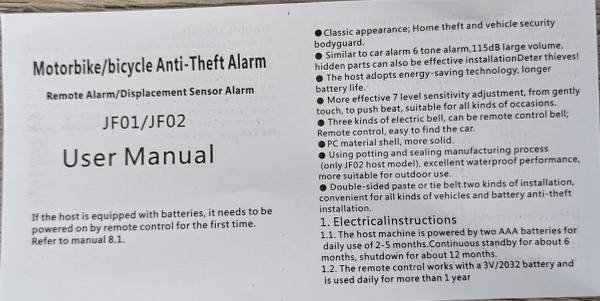 Motorbike/bicycle Anti-Theft Alarm
Remote Alarm/Displacement Sensor Alarm
JF01/JF02
User Manual
If the host is equipped with batteries, it needs to be
powered on by remote control for the first time.
Refer to manual 8.1.
●Classic appearance; Home theft and vehicle security
bodyguard.
● Similar to car alarm 6 tone alarm,115dB large volume,
hidden parts can also be effective installationDeter thieves!
● The host adopts energy-saving technology, longer
battery life.
● More effective 7 level sensitivity adjustment, from gently
touch, to push beat, suitable for all kinds of occasions.
● Three kinds of electric bell, can be remote control bell;
Remote control, easy to find the car.
●PC material shell, more solid.
● Using potting and sealing manufacturing process
(only JF02 host model), excellent waterproof performance,
more suitable for outdoor use.
● Double-sided paste or tie belt two kinds of installation,
convenient for all kinds of vehicles and battery anti-theft
installation.
1. Electricalinstructions
1.1. The host machine is powered by two AAA batteries for
daily use of 2-5 months.Continuous standby for about 6
months, shutdown for about 12 months.
1.2. The remote control works with a 3V/2032 battery and
is used daily for more than 1 year